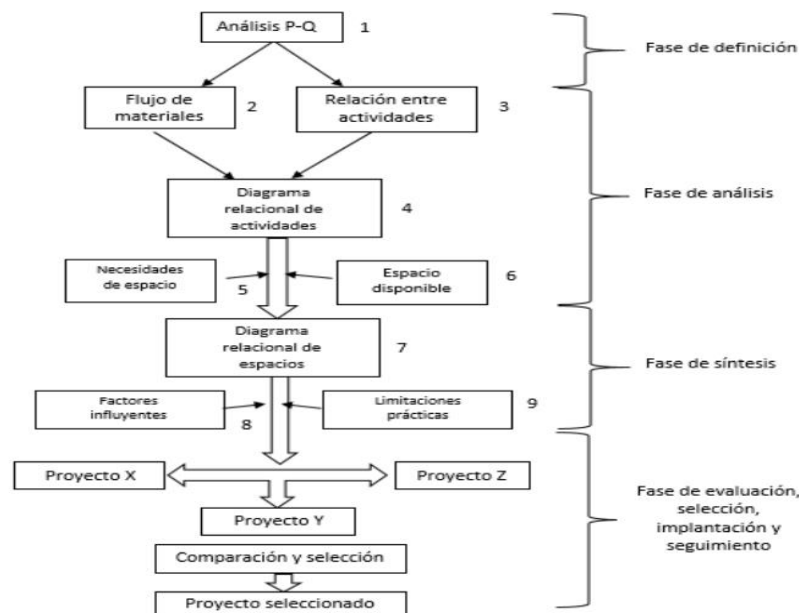 Análisis P-Q
1
Fase de definición
Flujo de
materiales
2
Relación entre
actividades
3
Diagrama
relacional de
actividades
4
Fase de análisis
Necesidades
de espacio
5
Espacio
disponible
6
Diagrama
relacional de
espacios
7
Fase de síntesis
Factores
influyentes
8
Limitaciones
prácticas
9
Proyecto X
Proyecto Z
Proyecto Y
Fase de evaluación,
selección,
implantación y
seguimiento
Comparación y selección
Proyecto seleccionado